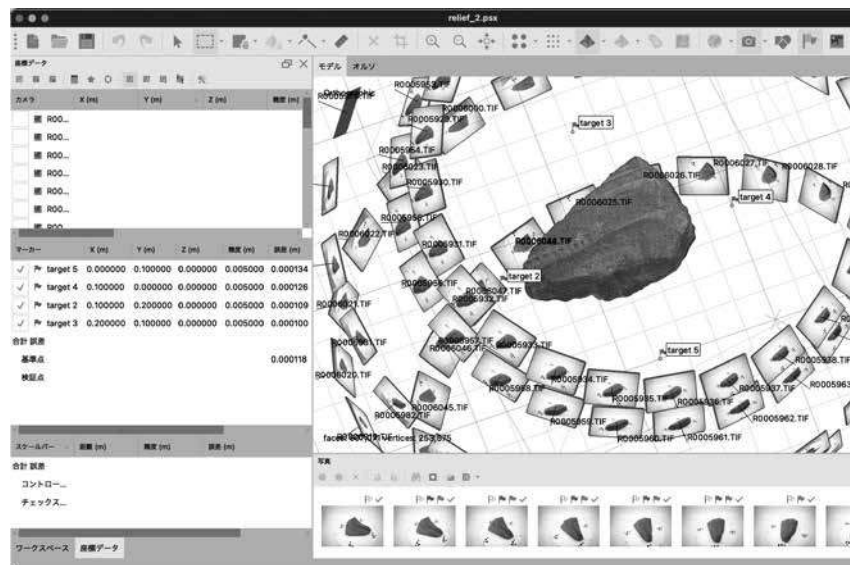 relief_2.psx
座標データ
カメラ X (m) Y (m) Z (m) 精度 (m)
R00...
R00...
R00...
R00...
R00...
R00...
R00...
マーカー X (m) Y (m) Z (m) 精度 (m) 誤差 (m)
target 5 0.000000 0.100000 0.000000 0.005000 0.000134
target 4 0.100000 0.000000 0.000000 0.005000 0.000126
target 2 0.100000 0.200000 0.000000 0.005000 0.000109
target 3 0.200000 0.100000 0.000000 0.005000 0.000100
合計 誤差
基準点 0.000118
検証点
スケールバー 距離 (m) 精度 (m) 誤差 (m)
合計 誤差
コントロー...
チェックス...
ワークスペース 座標データ
モデル オルソ
R0006000.TIF
target 3
R0005930.TIF
R0006026.TIF
R0006027.TIF
R0006028.TIF
R0006025.TIF
target 4
R0006022.TIF
R0005931.TIF
R0006044.TIF
target 2
R0006047.TIF
R0005932.TIF
R0005957.TIF
R0006046.TIF
R0005933.TIF
target 5
R0006020.TIF
R0005934.TIF
R0005935.TIF
R0005936.TIF
R0005937.TIF
R0005938.TIF
R0006045.TIF
R0005959.TIF
R0005960.TIF
R0005961.TIF
R0005962.TIF
写真